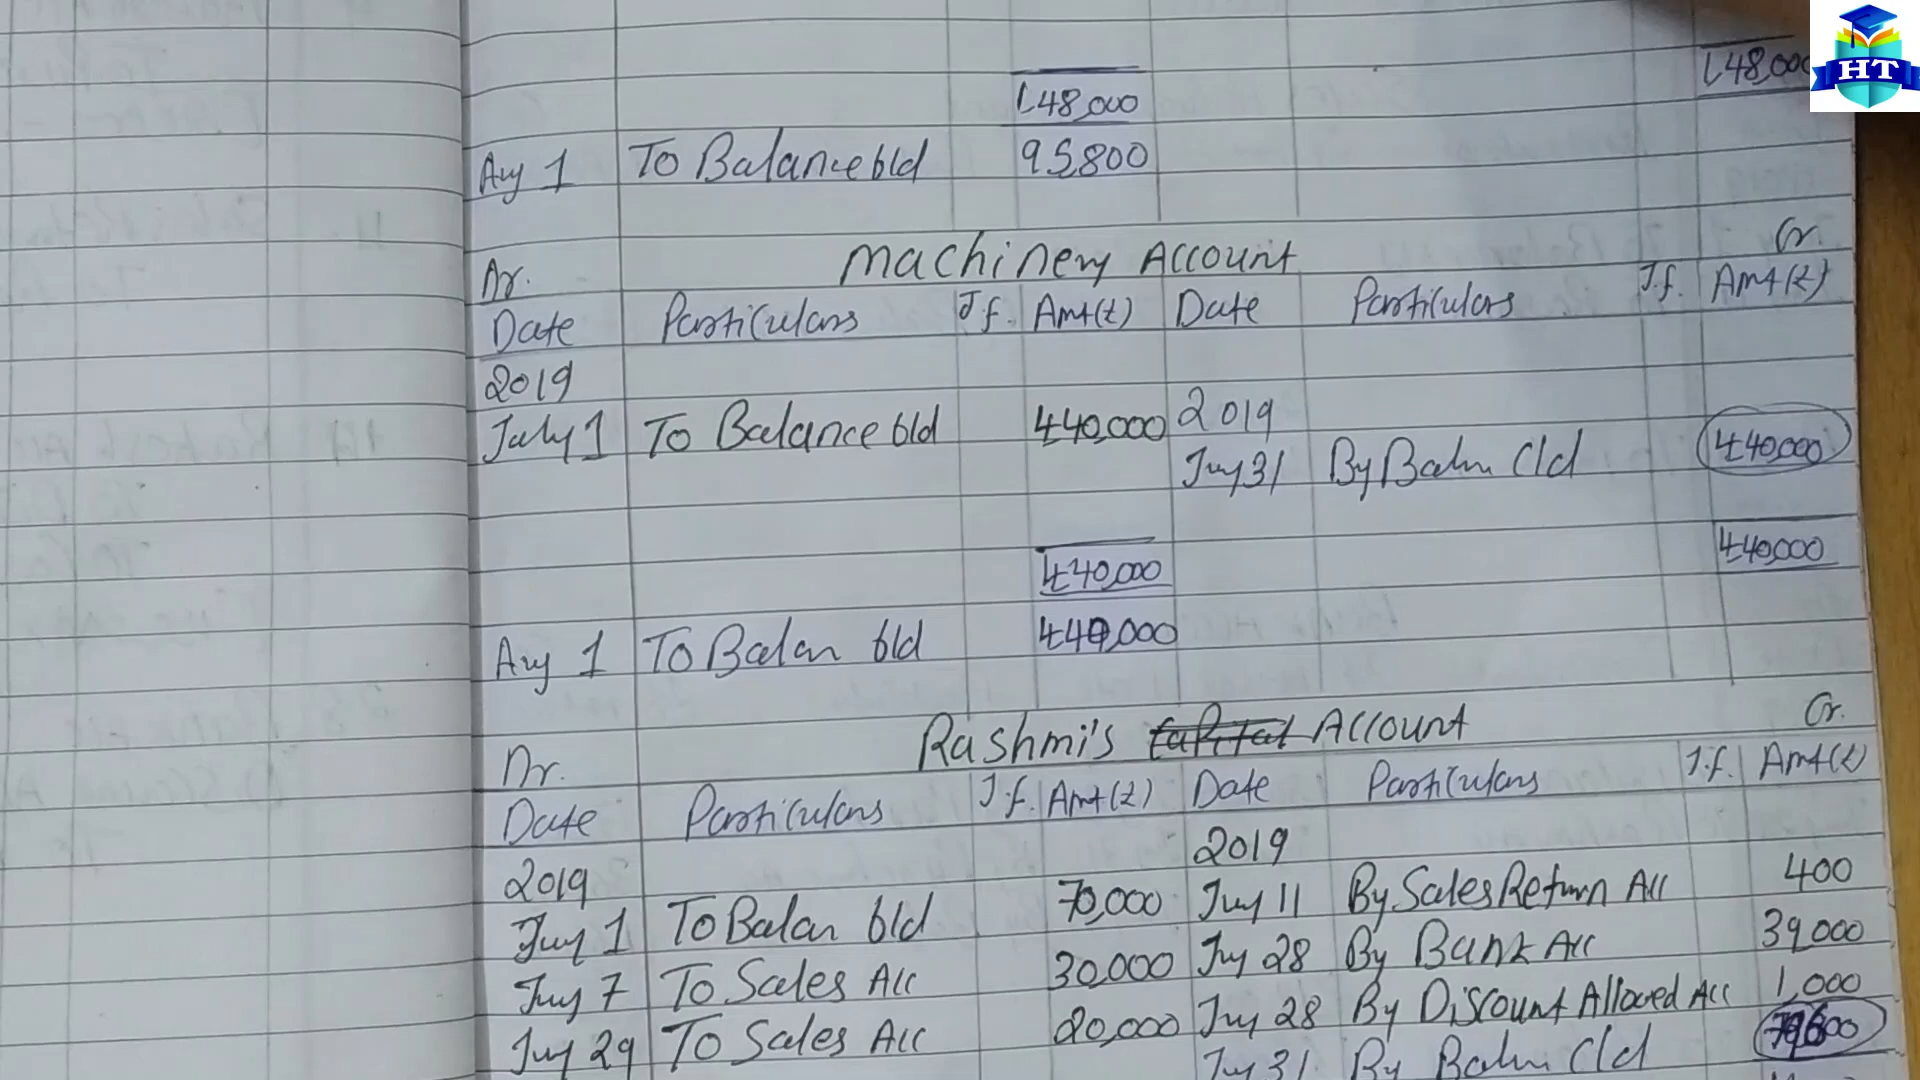 1,48,000
1,48,000
HT
Aug 1 To Balance b/d 95,800
Machinery Account
Dr. Cr.
Date Particulars J.f. Amt(₹) Date Particulars J.f. Amt(₹)
2019
July 1 To Balance b/d 440,000 2019
July 31 By Balan C/d 440,000
440,000 440,000
Aug 1 To Balan b/d 440,000
Rashmi's Capital Account
Dr. Cr.
Date Particulars J.f. Amt(₹) Date Particulars J.f. Amt(₹)
2019 2019
July 1 To Balan b/d 70,000 July 11 By Sales Return A/c 400
July 7 To Sales A/c 30,000 July 28 By Bank A/c 39,000
July 29 To Sales A/c 20,000 July 28 By Discount Allowed A/c 1,000
July 31 By Balan C/d